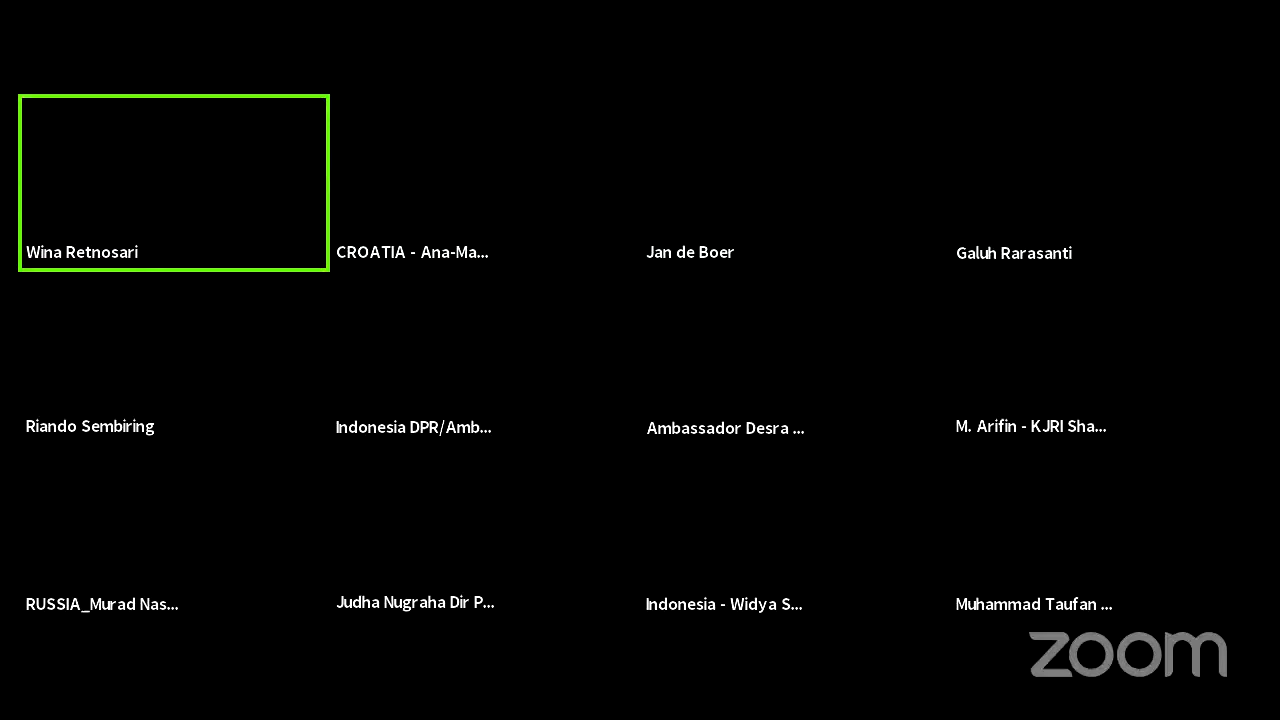 Wina Retnosari
CROATIA - Ana-Ma...
Jan de Boer
Galuh Rarasanti
Riando Sembiring
Indonesia DPR/Amb...
Ambassador Desra ...
M. Arifin - KJRI Sha...
RUSSIA_Murad Nas...
Judha Nugraha Dir P...
Indonesia - Widya S...
Muhammad Taufan ...
zoom